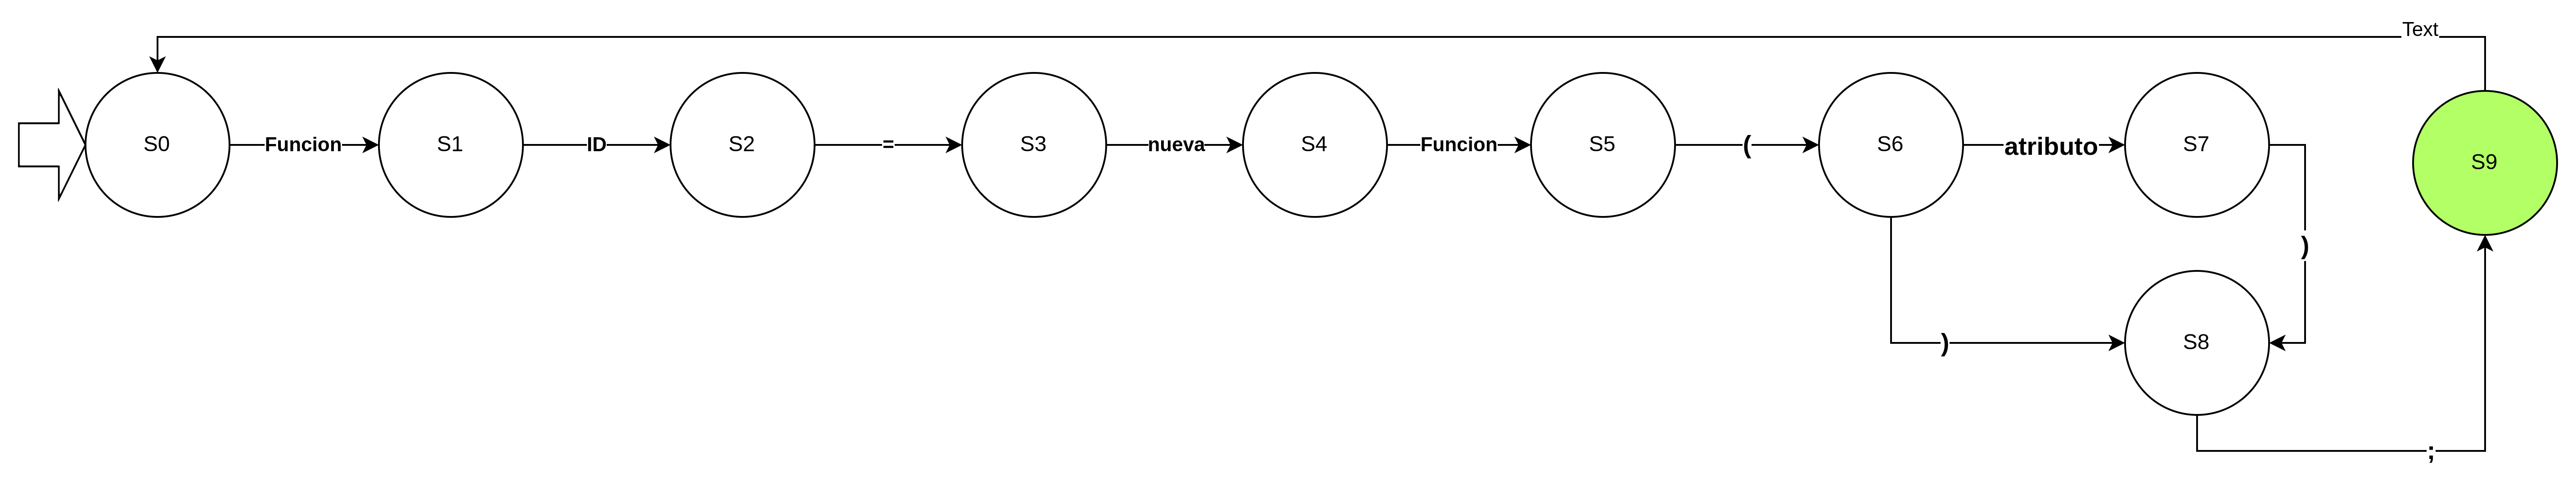 Text
S0
Funcion
S1
ID
S2
=
S3
nueva
S4
Funcion
S5
(
S6
atributo
S7
)
S9
)
S8
;